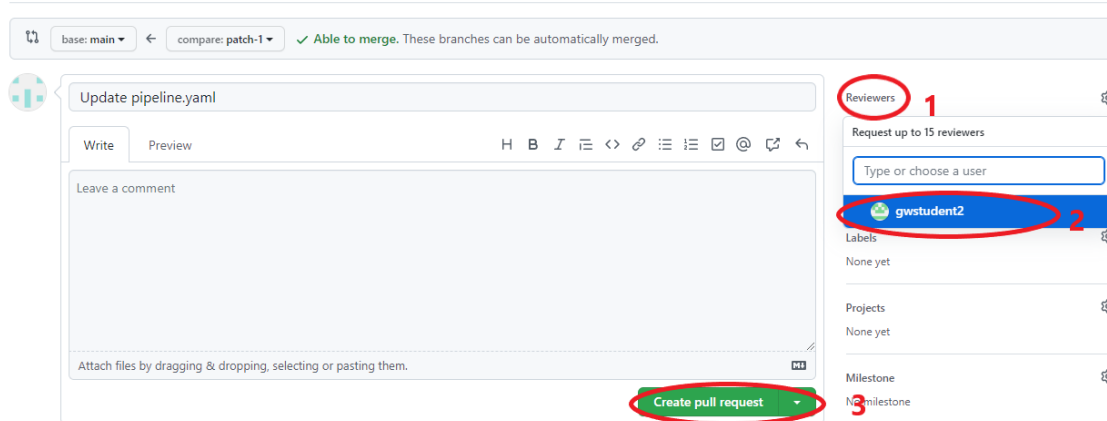 base: main
compare: patch-1
Able to merge. These branches can be automatically merged.
Update pipeline.yaml
Write
Preview
H B I
@
Leave a comment
Attach files by dragging & dropping, selecting or pasting them.
Create pull request
3
Reviewers
1
Request up to 15 reviewers
Type or choose a user
gwstudent2
2
Labels
None yet
Projects
None yet
Milestone
No milestone